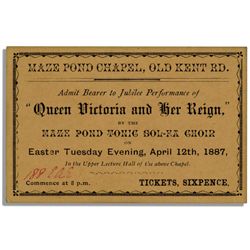 MAZE POND CHAPEL, OLD KENT RD.
Admit Bearer to Jubilee Performance of
"Queen Victoria and Her Reign,"
BY THE
MAZE POND TONIC SOL-FA CHOIR
ON
Easter Tuesday Evening, April 12th, 1887,
In the Upper Lecture Hall of the above Chapel.
Commence at 8 p.m.
TICKETS, SIXPENCE.